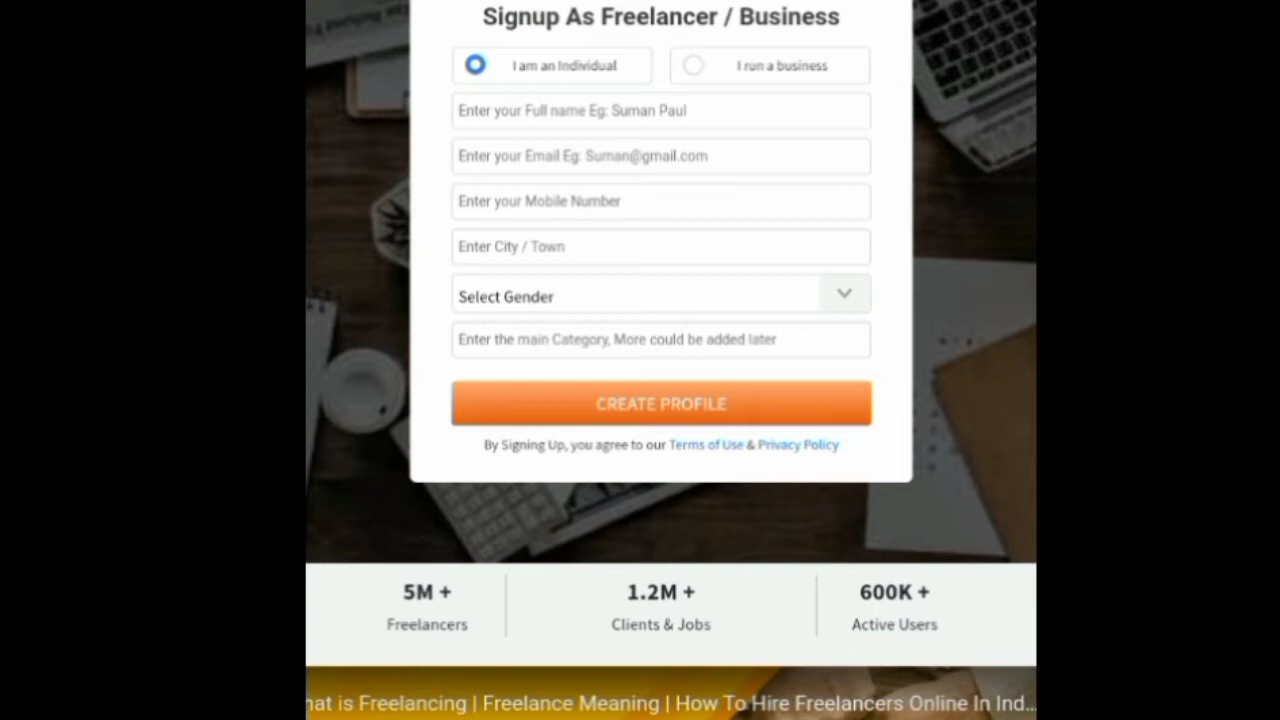 Signup As Freelancer / Business
I am an Individual
I run a business
Enter your Full name Eg: Suman Paul
Enter your Email Eg: Suman@gmail.com
Enter your Mobile Number
Enter City / Town
Select Gender
Enter the main Category, More could be added later
CREATE PROFILE
By Signing Up, you agree to our Terms of Use & Privacy Policy
5M +
1.2M +
600K +
Freelancers
Clients & Jobs
Active Users
hat is Freelancing | Freelance Meaning | How To Hire Freelancers Online In Ind...